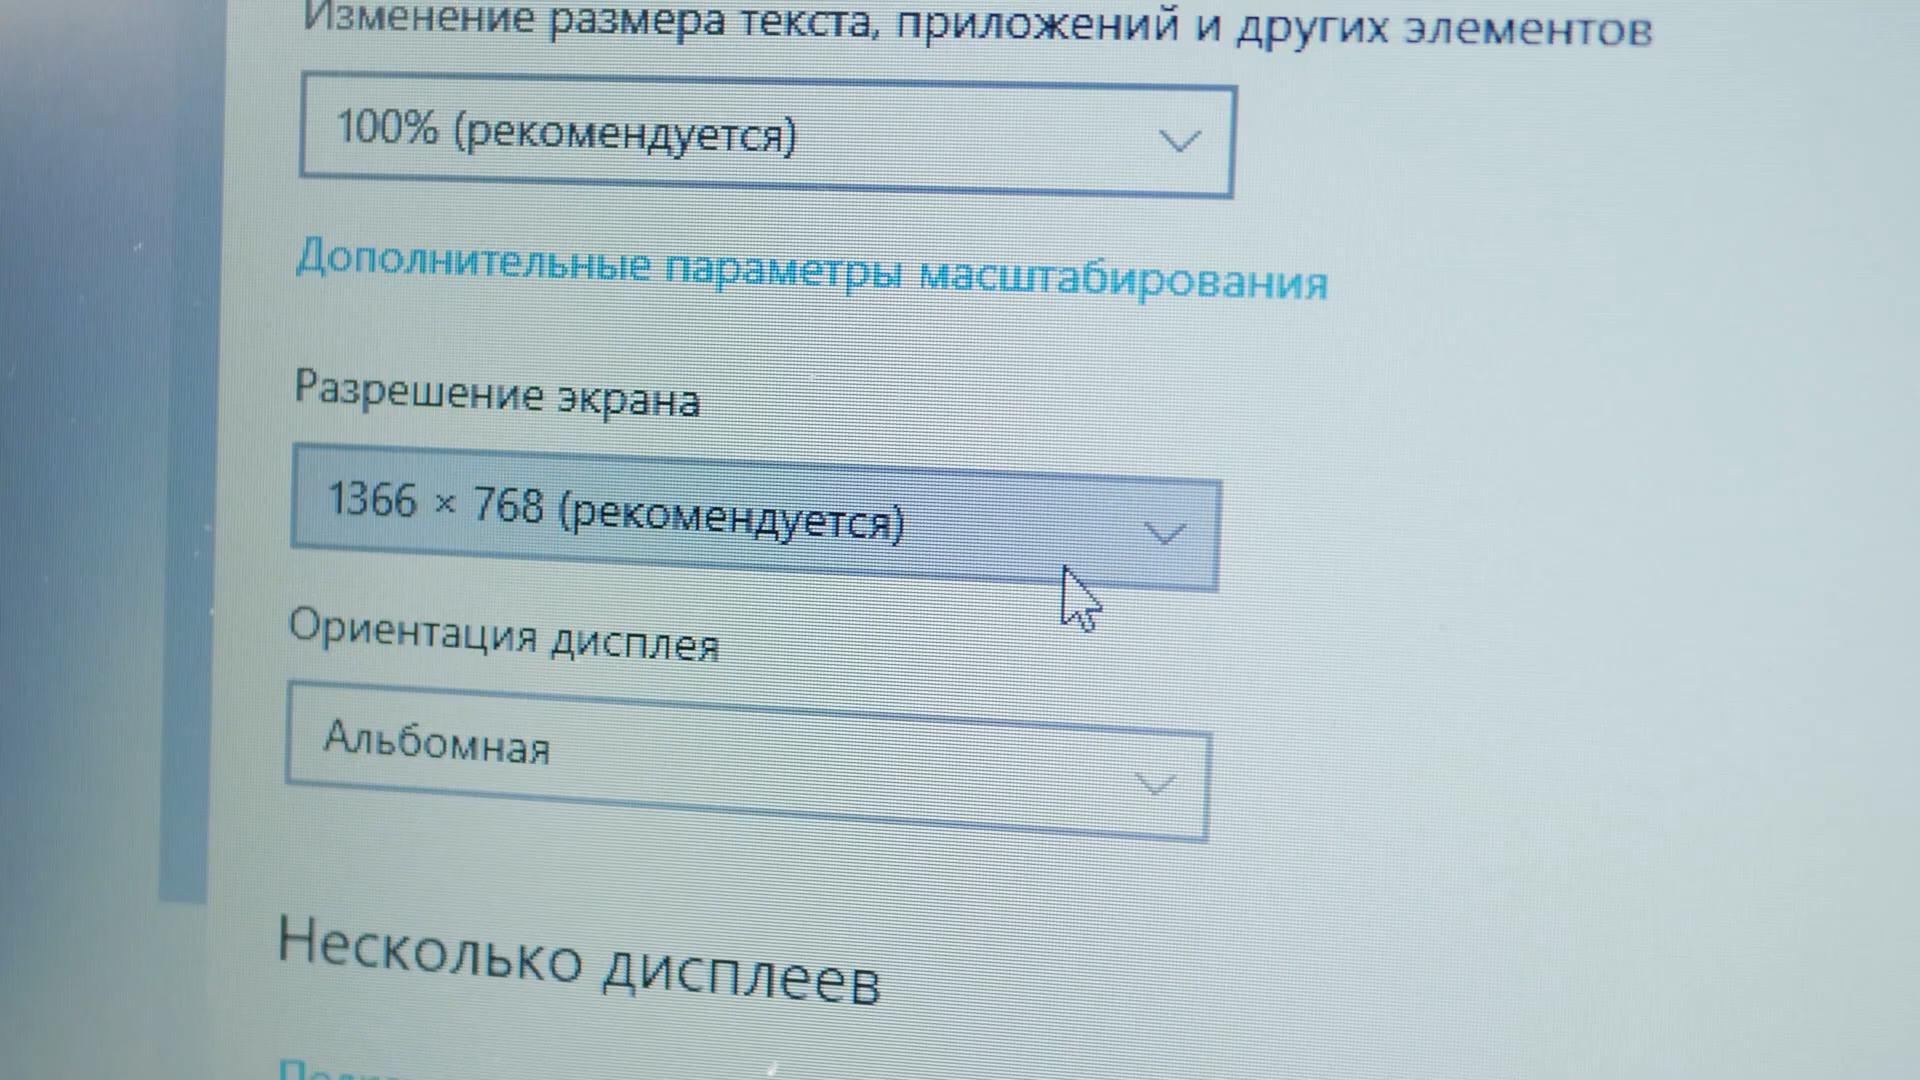 Изменение размера текста, приложений и других элементов
100% (рекомендуется)
Дополнительные параметры масштабирования
Разрешение экрана
1366 × 768 (рекомендуется)
Ориентация дисплея
Альбомная
Несколько дисплеев